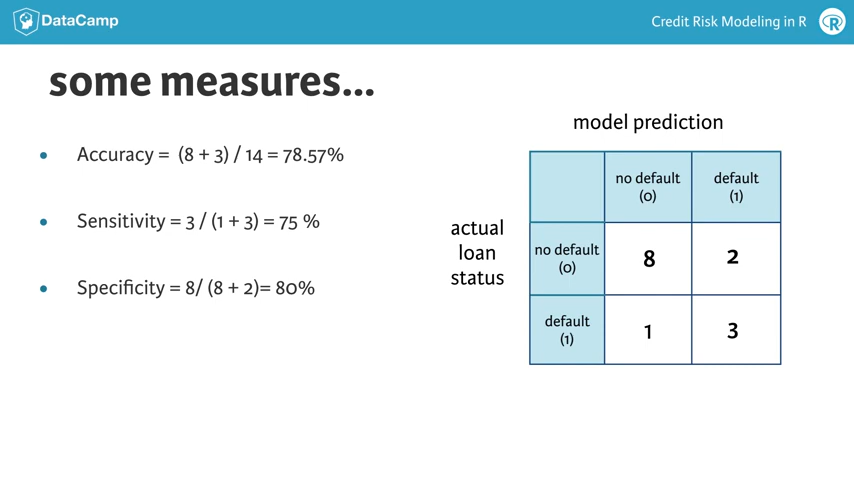 DataCamp
Credit Risk Modeling in R
R
some measures...
• Accuracy = (8 + 3) / 14 = 78.57%
• Sensitivity = 3 / (1 + 3) = 75 %
• Specificity = 8/ (8 + 2)= 80%
model prediction
no default
(0)
default
(1)
actual
loan
status
no default
(0)
8
2
default
(1)
1
3